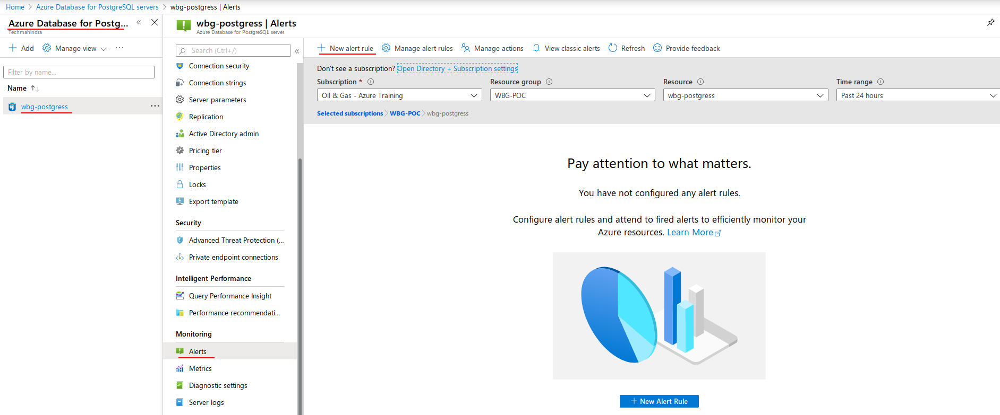 Home > Azure Database for PostgreSQL servers > wbg-postgress | Alerts
Azure Database for Postg... «
Techmahindra
+ Add Manage view ...
Filter by name...
Name ↑↓
wbg-postgress ...
wbg-postgress | Alerts
Azure Database for PostgreSQL server
Search (Ctrl+/) «
Connection security
Connection strings
Server parameters
Replication
Active Directory admin
Pricing tier
Properties
Locks
Export template
Security
Advanced Threat Protection (...
Private endpoint connections
Intelligent Performance
Query Performance Insight
Performance recommendati...
Monitoring
Alerts
Metrics
Diagnostic settings
Server logs
+ New alert rule Manage alert rules Manage actions View classic alerts Refresh Provide feedback
Don't see a subscription? Open Directory + Subscription settings
Subscription * Resource group Resource Time range
Oil & Gas - Azure Training WBG-POC wbg-postgress Past 24 hours
Selected subscriptions > WBG-POC > wbg-postgress
Pay attention to what matters.
You have not configured any alert rules.
Configure alert rules and attend to fired alerts to efficiently monitor your
Azure resources. Learn More
+ New Alert Rule